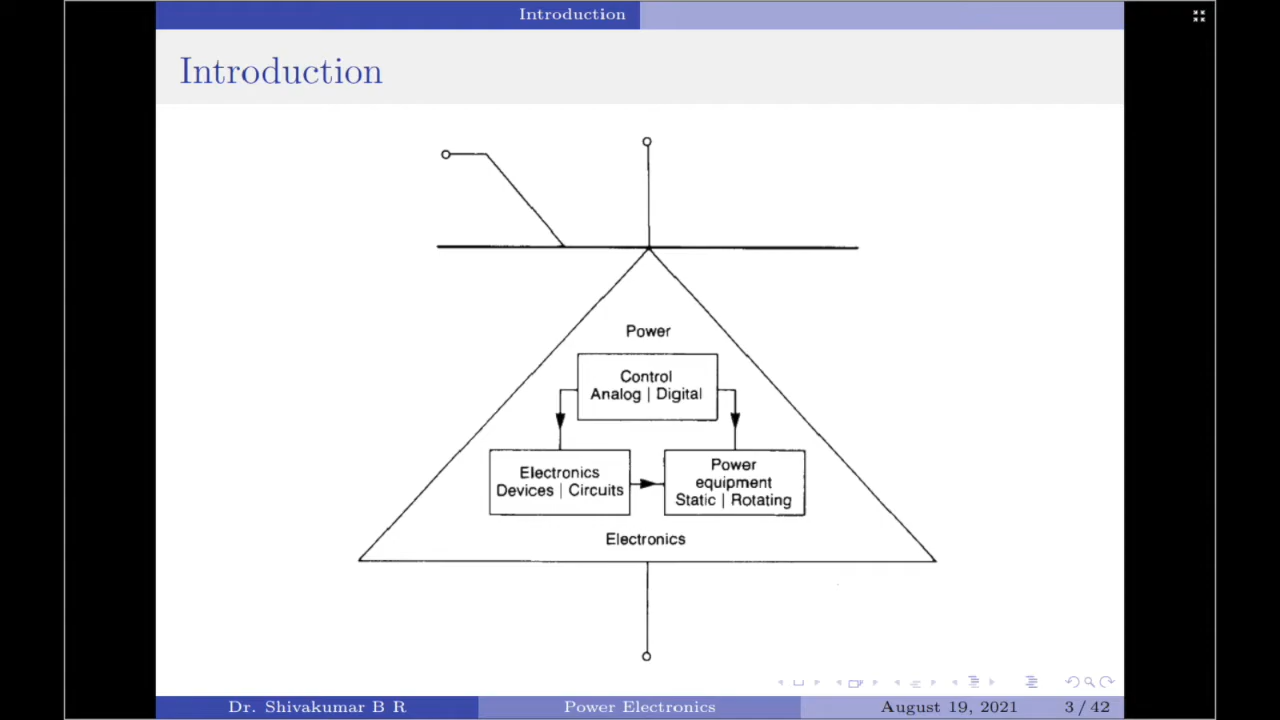 Introduction
Introduction
Power
Control
Analog | Digital
Electronics
Devices | Circuits
Power
equipment
Static | Rotating
Electronics
Dr. Shivakumar B R
Power Electronics
August 19, 2021
3 / 42